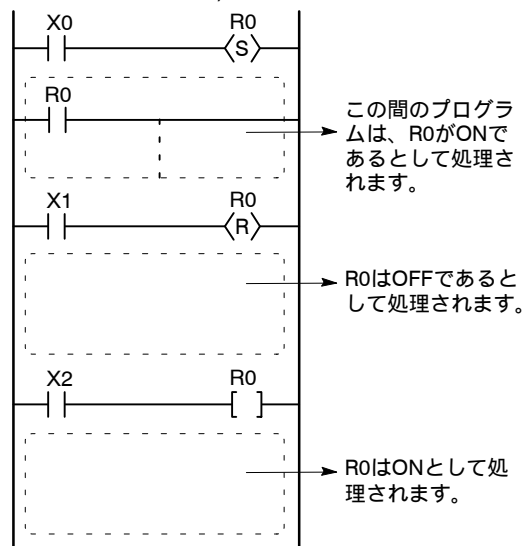 X0 R0
S
R0
この間のプログラ
ムは、R0がONで
あるとして処理さ
れます。
X1 R0
R
R0はOFFであると
して処理されます。
X2 R0
R0はONとして処
理されます。